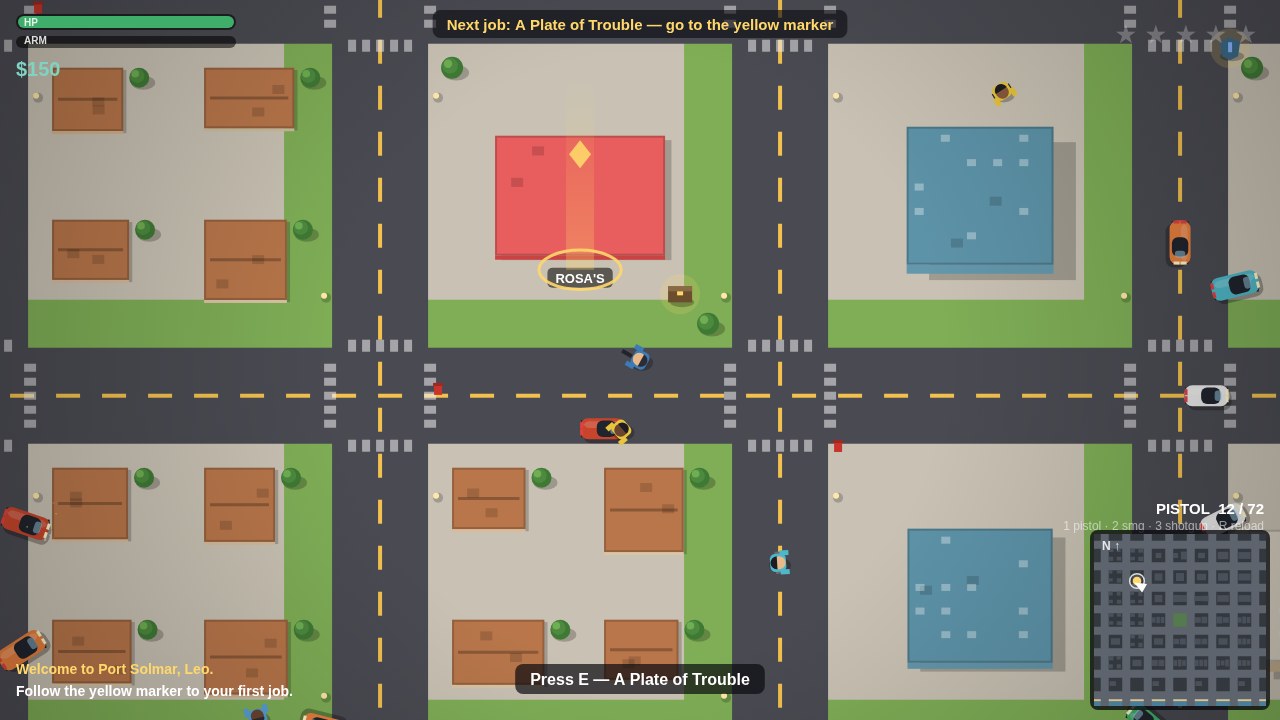 HP
Next job: A Plate of Trouble — go to the yellow marker
ARM
$150
ROSA'S
PISTOL 12 / 72
1 pistol · 2 smg · 3 shotgun · R reload
N ↑
Welcome to Port Solmar, Leo.
Follow the yellow marker to your first job.
Press E — A Plate of Trouble